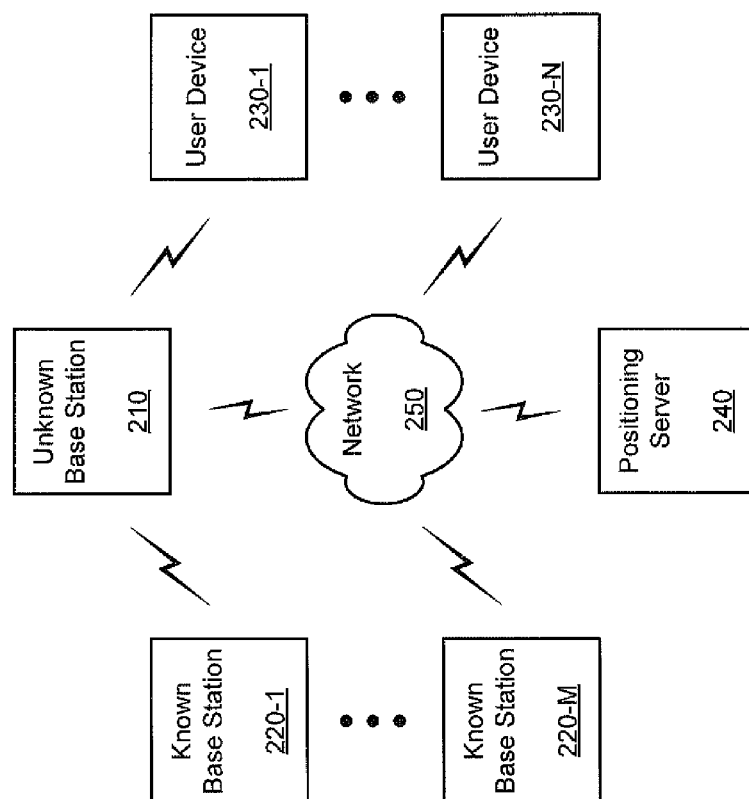 Unknown
Base Station
210
Known
Base Station
220-1
Known
Base Station
220-M
Network
250
User Device
230-1
User Device
230-N
Positioning
Server
240